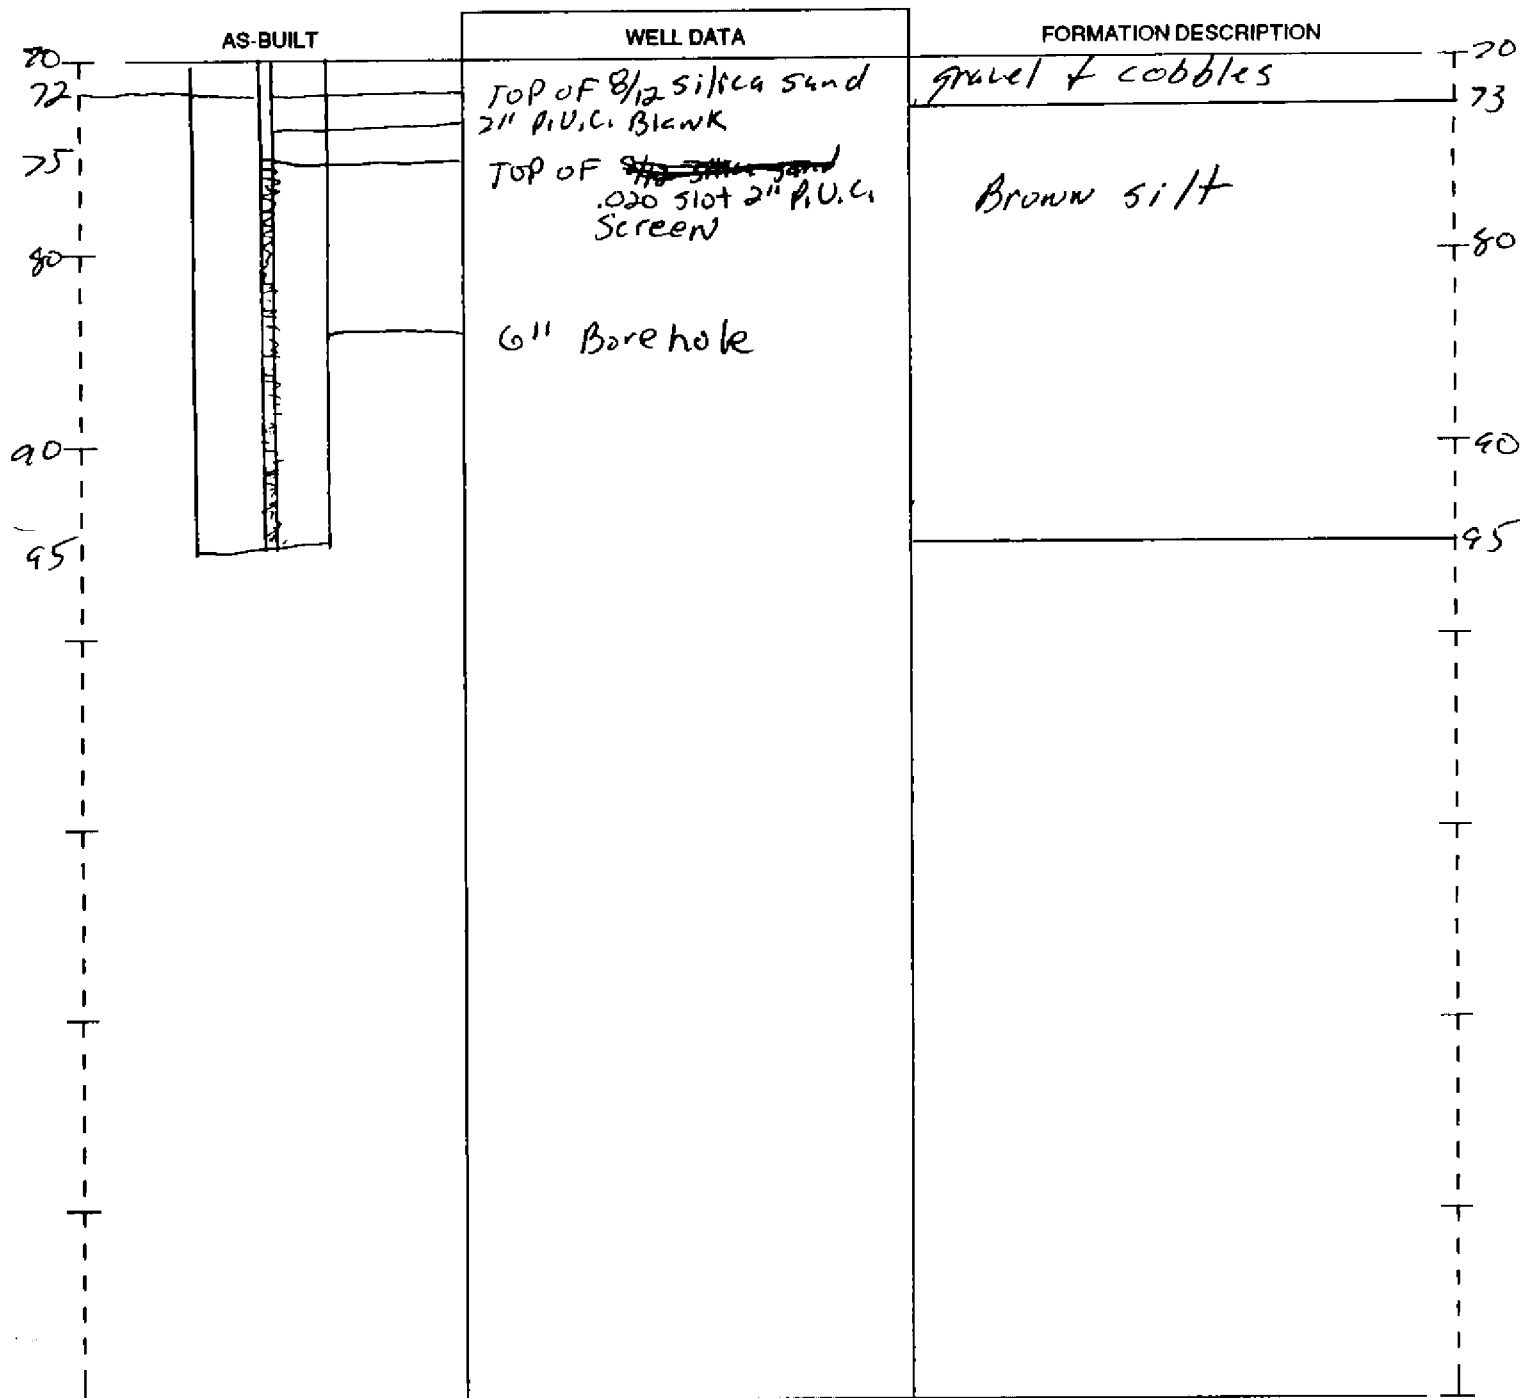 AS-BUILT
WELL DATA
FORMATION DESCRIPTION
70
70
72
TOP OF 8/12 silica sand
gravel & cobbles
73
2" P.V.C. Blank
75
TOP OF
.020 slot 2" P.V.C.
Screen
Brown silt
80
80
6" Borehole
90
90
95
95